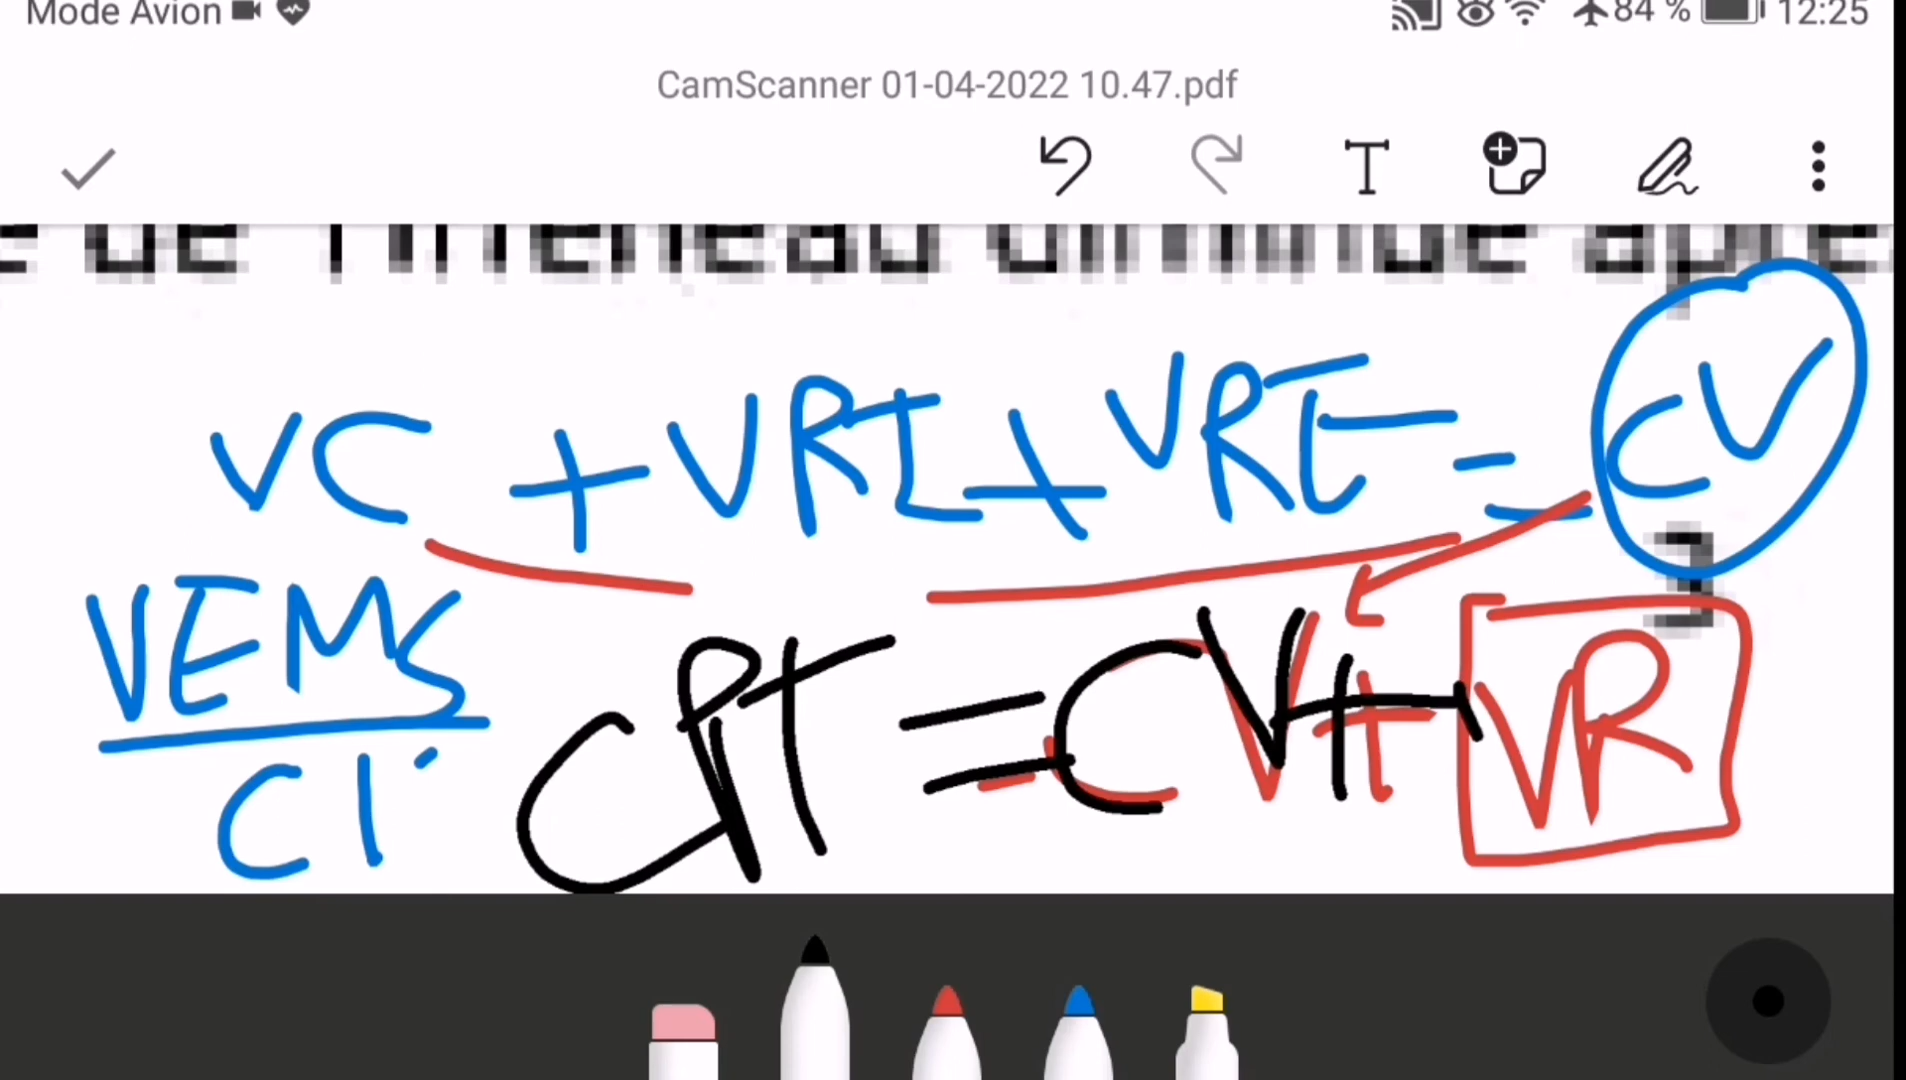 Mode Avion 84 % 12:25
CamScanner 01-04-2022 10.47.pdf
T
de
VC + VRI + VRE = CV
VEMS
CPT = CV + VR